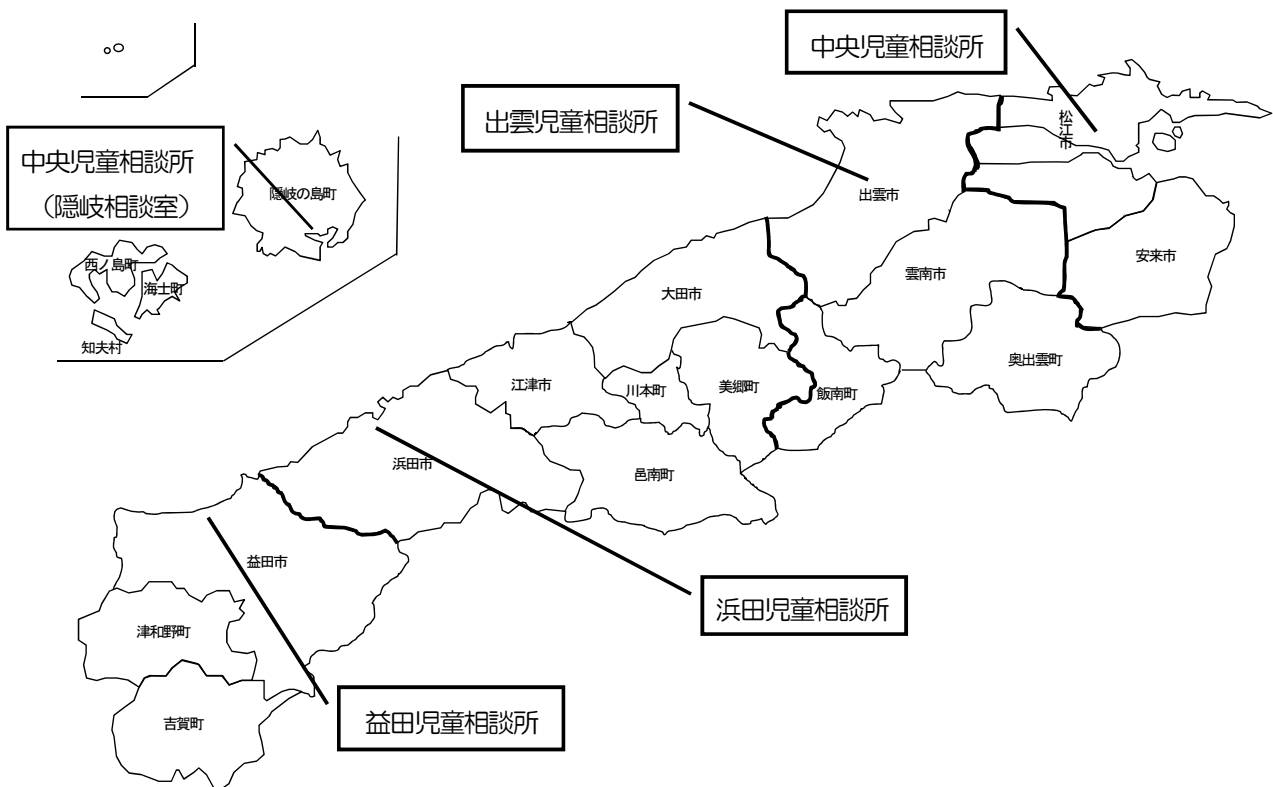 中央児童相談所
出雲児童相談所
中央児童相談所
（隠岐相談室）
松江市
隠岐の島町
出雲市
安来市
西ノ島町
雲南市
海士町
大田市
知夫村
奥出雲町
江津市
川本町
美郷町
飯南町
浜田市
邑南町
益田市
浜田児童相談所
津和野町
益田児童相談所
吉賀町